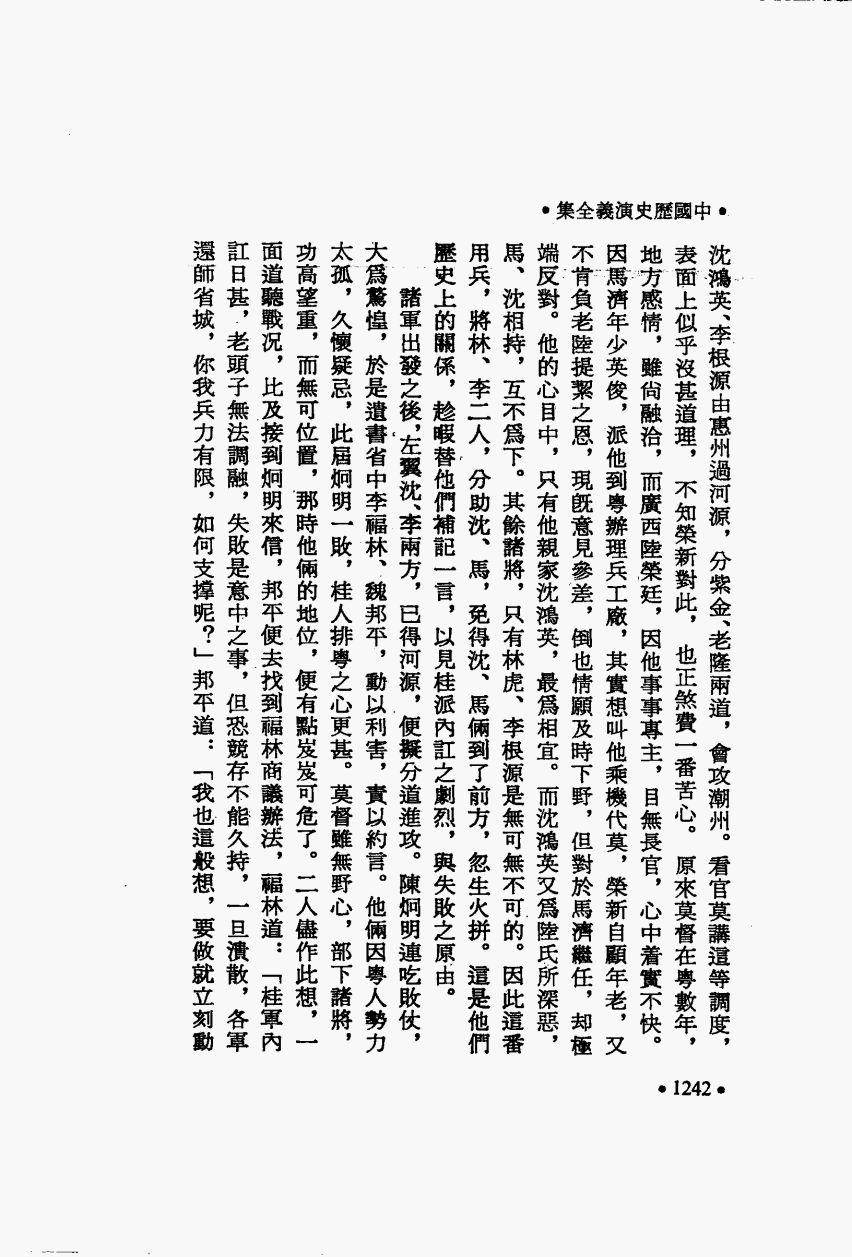 •中國歷史演義全集•
沈鴻英、李根源由惠州過河源，分紫金、老隆兩道，會攻潮州。看官莫講這等調度，
表面上似乎沒甚道理，不知榮新對此，也正煞費一番苦心。原來莫督在粵數年，
地方感情，雖尚融洽，而廣西陸榮廷，因他事事專主，目無長官，心中着實不快。
因馬濟年少英俊，派他到粵辦理兵工廠，其實想叫他乘機代莫，榮新自顧年老，又
不肯負老陸提挈之恩，現既意見參差，倒也情願及時下野，但對於馬濟繼任，却極
端反對。他的心目中，只有他親家沈鴻英，最爲相宜。而沈鴻英又爲陸氏所深惡，
馬、沈相持，互不爲下。其餘諸將，只有林虎、李根源是無可無不可的。因此這番
用兵，將林、李二人，分助沈、馬，免得沈、馬倆到了前方，忽生火拼。這是他們
歷史上的關係，趁暇替他們補記一言，以見桂派內訌之劇烈，與失敗之原由。
諸軍出發之後，左翼沈、李兩方，已得河源，便擬分道進攻。陳炯明連吃敗仗，
大爲驚惶，於是遺書省中李福林、魏邦平，動以利害，責以約言。他倆因粵人勢力
太孤，久懷疑忌，此屆炯明一敗，桂人排粵之心更甚。莫督雖無野心，部下諸將，
功高望重，而無可位置，那時他倆的地位，便有點岌岌可危了。二人儘作此想，一
面道聽戰況，比及接到炯明來信，邦平便去找到福林商議辦法，福林道：「桂軍內
訌日甚，老頭子無法調融，失敗是意中之事，但恐競存不能久持，一旦潰散，各軍
還師省城，你我兵力有限，如何支撑呢？」邦平道：「我也這般想，要做就立刻動
•1242•